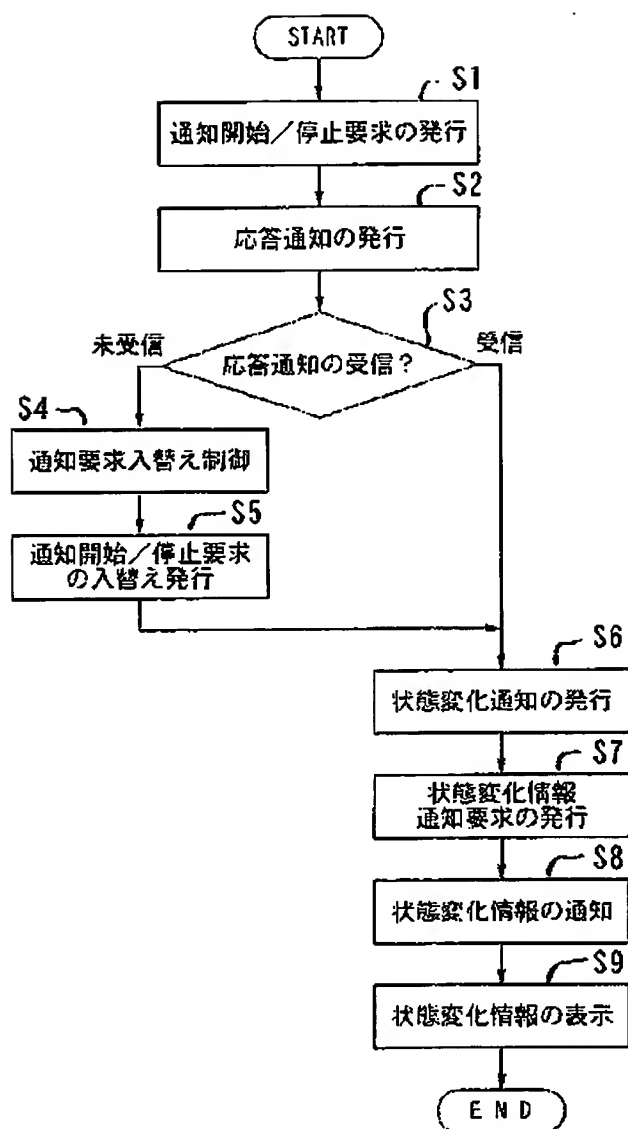 START
S1
通知開始／停止要求の発行
S2
応答通知の発行
S3
未受信
応答通知の受信？
受信
S4
通知要求入替え制御
S5
通知開始／停止要求
の入替え発行
S6
状態変化通知の発行
S7
状態変化情報
通知要求の発行
S8
状態変化情報の通知
S9
状態変化情報の表示
END